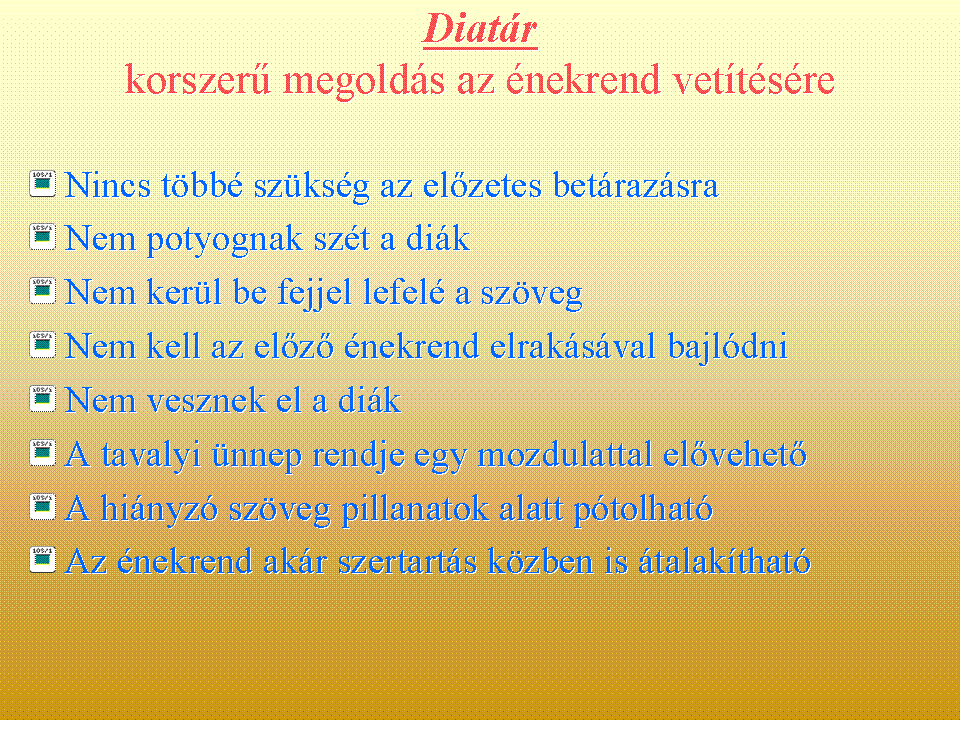 Diatár
korszerű megoldás az énekrend vetítésére
Nincs többé szükség az előzetes betárazásra
Nem potyognak szét a diák
Nem kerül be fejjel lefelé a szöveg
Nem kell az előző énekrend elrakásával bajlódni
Nem vesznek el a diák
A tavalyi ünnep rendje egy mozdulattal elővehető
A hiányzó szöveg pillanatok alatt pótolható
Az énekrend akár szertartás közben is átalakítható